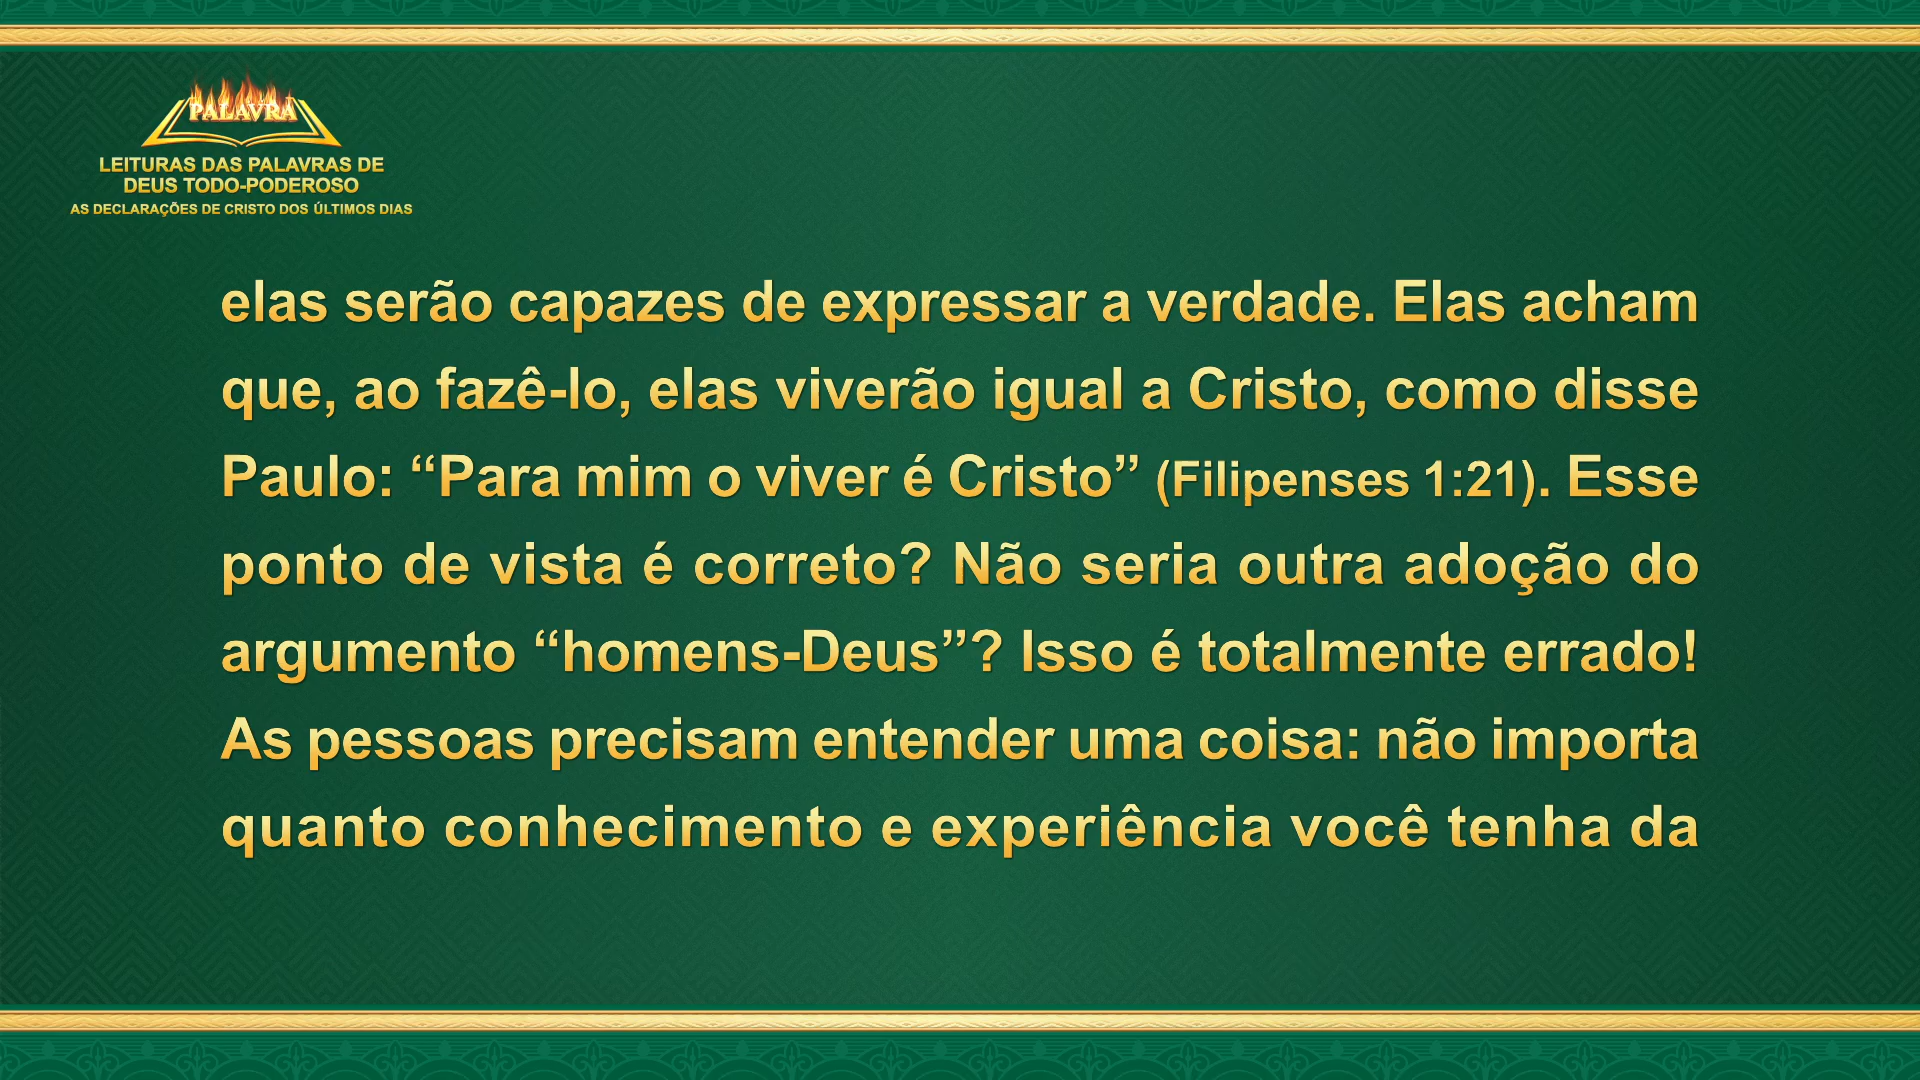 PALAVRA
LEITURAS DAS PALAVRAS DE
DEUS TODO-PODEROSO
AS DECLARAÇÕES DE CRISTO DOS ÚLTIMOS DIAS
elas serão capazes de expressar a verdade. Elas acham
que, ao fazê-lo, elas viverão igual a Cristo, como disse
Paulo: “Para mim o viver é Cristo” (Filipenses 1:21). Esse
ponto de vista é correto? Não seria outra adoção do
argumento “homens-Deus”? Isso é totalmente errado!
As pessoas precisam entender uma coisa: não importa
quanto conhecimento e experiência você tenha da